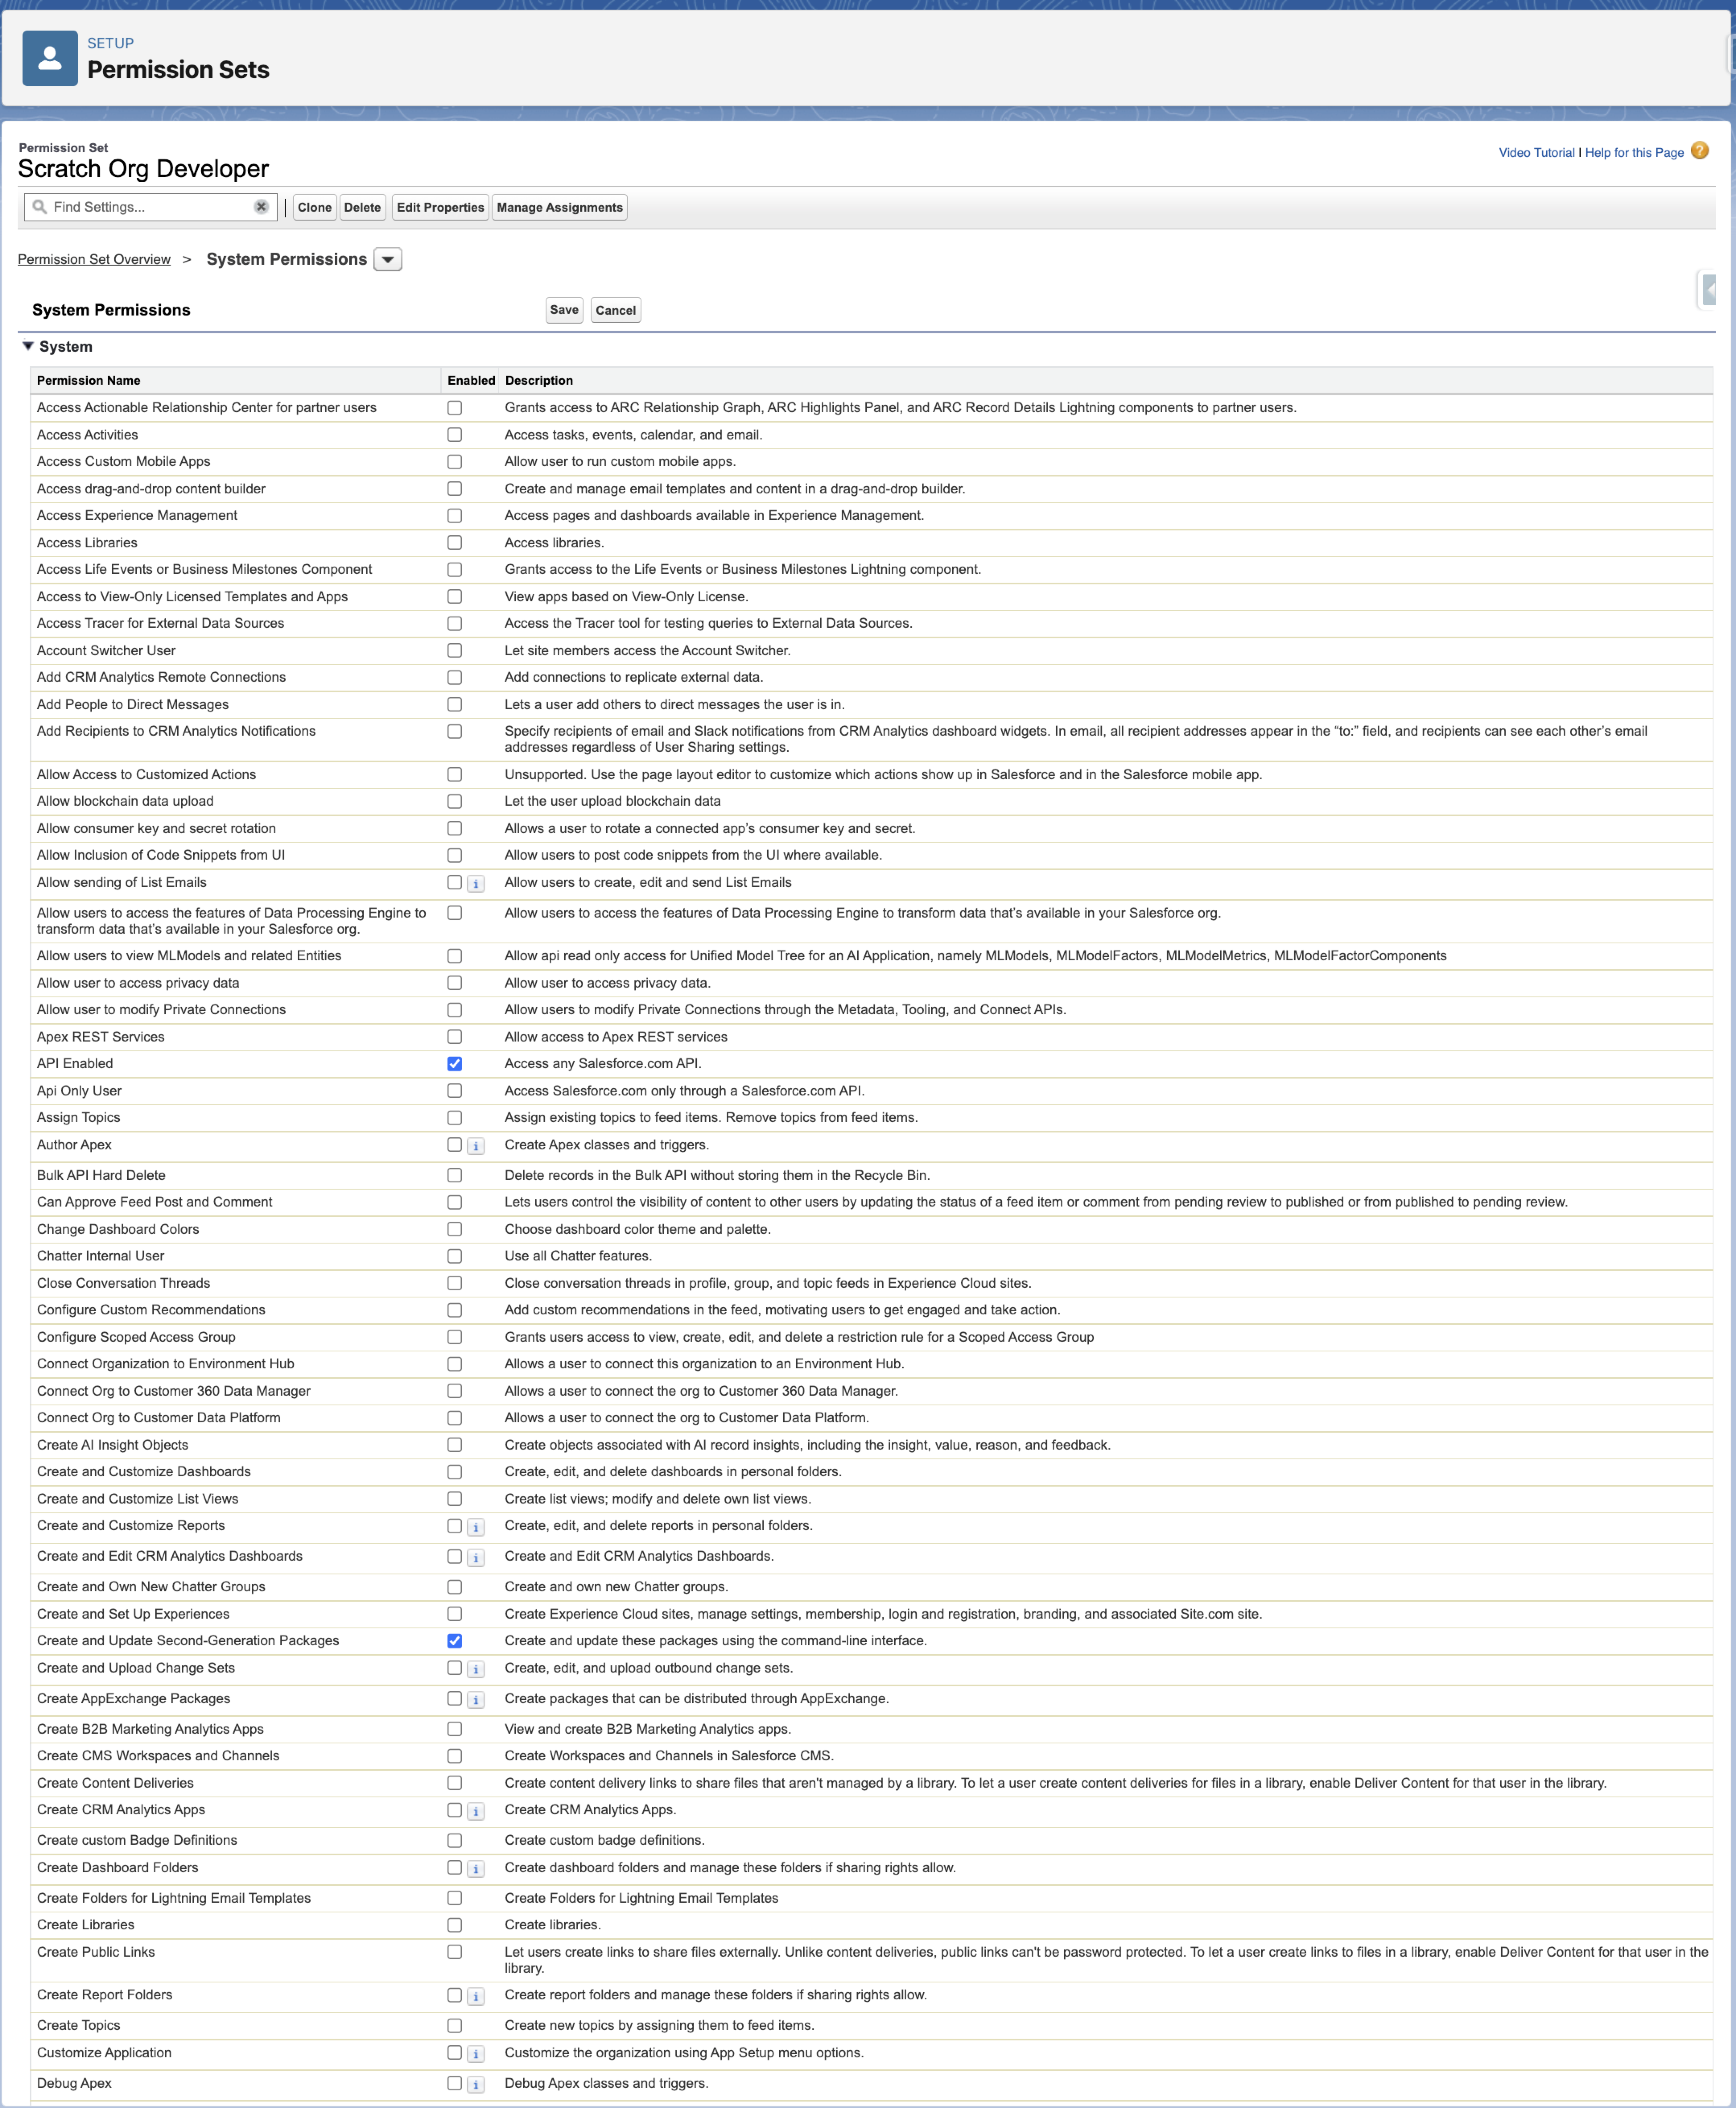 SETUP
Permission Sets
Permission Set
Scratch Org Developer
Video Tutorial | Help for this Page ?
Find Settings... Clone Delete Edit Properties Manage Assignments
Permission Set Overview > System Permissions
System Permissions Save Cancel
System
Permission Name Enabled Description
Access Actionable Relationship Center for partner users Grants access to ARC Relationship Graph, ARC Highlights Panel, and ARC Record Details Lightning components to partner users.
Access Activities Access tasks, events, calendar, and email.
Access Custom Mobile Apps Allow user to run custom mobile apps.
Access drag-and-drop content builder Create and manage email templates and content in a drag-and-drop builder.
Access Experience Management Access pages and dashboards available in Experience Management.
Access Libraries Access libraries.
Access Life Events or Business Milestones Component Grants access to the Life Events or Business Milestones Lightning component.
Access to View-Only Licensed Templates and Apps View apps based on View-Only License.
Access Tracer for External Data Sources Access the Tracer tool for testing queries to External Data Sources.
Account Switcher User Let site members access the Account Switcher.
Add CRM Analytics Remote Connections Add connections to replicate external data.
Add People to Direct Messages Lets a user add others to direct messages the user is in.
Add Recipients to CRM Analytics Notifications Specify recipients of email and Slack notifications from CRM Analytics dashboard widgets. In email, all recipient addresses appear in the “to:” field, and recipients can see each other’s email
addresses regardless of User Sharing settings.
Allow Access to Customized Actions Unsupported. Use the page layout editor to customize which actions show up in Salesforce and in the Salesforce mobile app.
Allow blockchain data upload Let the user upload blockchain data
Allow consumer key and secret rotation Allows a user to rotate a connected app’s consumer key and secret.
Allow Inclusion of Code Snippets from UI Allow users to post code snippets from the UI where available.
Allow sending of List Emails i Allow users to create, edit and send List Emails
Allow users to access the features of Data Processing Engine to Allow users to access the features of Data Processing Engine to transform data that’s available in your Salesforce org.
transform data that’s available in your Salesforce org.
Allow users to view MLModels and related Entities Allow api read only access for Unified Model Tree for an AI Application, namely MLModels, MLModelFactors, MLModelMetrics, MLModelFactorComponents
Allow user to access privacy data Allow user to access privacy data.
Allow user to modify Private Connections Allow users to modify Private Connections through the Metadata, Tooling, and Connect APIs.
Apex REST Services Allow access to Apex REST services
API Enabled Access any Salesforce.com API.
Api Only User Access Salesforce.com only through a Salesforce.com API.
Assign Topics Assign existing topics to feed items. Remove topics from feed items.
Author Apex i Create Apex classes and triggers.
Bulk API Hard Delete Delete records in the Bulk API without storing them in the Recycle Bin.
Can Approve Feed Post and Comment Lets users control the visibility of content to other users by updating the status of a feed item or comment from pending review to published or from published to pending review.
Change Dashboard Colors Choose dashboard color theme and palette.
Chatter Internal User Use all Chatter features.
Close Conversation Threads Close conversation threads in profile, group, and topic feeds in Experience Cloud sites.
Configure Custom Recommendations Add custom recommendations in the feed, motivating users to get engaged and take action.
Configure Scoped Access Group Grants users access to view, create, edit, and delete a restriction rule for a Scoped Access Group
Connect Organization to Environment Hub Allows a user to connect this organization to an Environment Hub.
Connect Org to Customer 360 Data Manager Allows a user to connect the org to Customer 360 Data Manager.
Connect Org to Customer Data Platform Allows a user to connect the org to Customer Data Platform.
Create AI Insight Objects Create objects associated with AI record insights, including the insight, value, reason, and feedback.
Create and Customize Dashboards Create, edit, and delete dashboards in personal folders.
Create and Customize List Views Create list views; modify and delete own list views.
Create and Customize Reports i Create, edit, and delete reports in personal folders.
Create and Edit CRM Analytics Dashboards i Create and Edit CRM Analytics Dashboards.
Create and Own New Chatter Groups Create and own new Chatter groups.
Create and Set Up Experiences Create Experience Cloud sites, manage settings, membership, login and registration, branding, and associated Site.com site.
Create and Update Second-Generation Packages Create and update these packages using the command-line interface.
Create and Upload Change Sets i Create, edit, and upload outbound change sets.
Create AppExchange Packages i Create packages that can be distributed through AppExchange.
Create B2B Marketing Analytics Apps View and create B2B Marketing Analytics apps.
Create CMS Workspaces and Channels Create Workspaces and Channels in Salesforce CMS.
Create Content Deliveries Create content delivery links to share files that aren't managed by a library. To let a user create content deliveries for files in a library, enable Deliver Content for that user in the library.
Create CRM Analytics Apps i Create CRM Analytics Apps.
Create custom Badge Definitions Create custom badge definitions.
Create Dashboard Folders i Create dashboard folders and manage these folders if sharing rights allow.
Create Folders for Lightning Email Templates Create Folders for Lightning Email Templates
Create Libraries Create libraries.
Create Public Links Let users create links to share files externally. Unlike content deliveries, public links can't be password protected. To let a user create links to files in a library, enable Deliver Content for that user in the
library.
Create Report Folders i Create report folders and manage these folders if sharing rights allow.
Create Topics Create new topics by assigning them to feed items.
Customize Application i Customize the organization using App Setup menu options.
Debug Apex i Debug Apex classes and triggers.